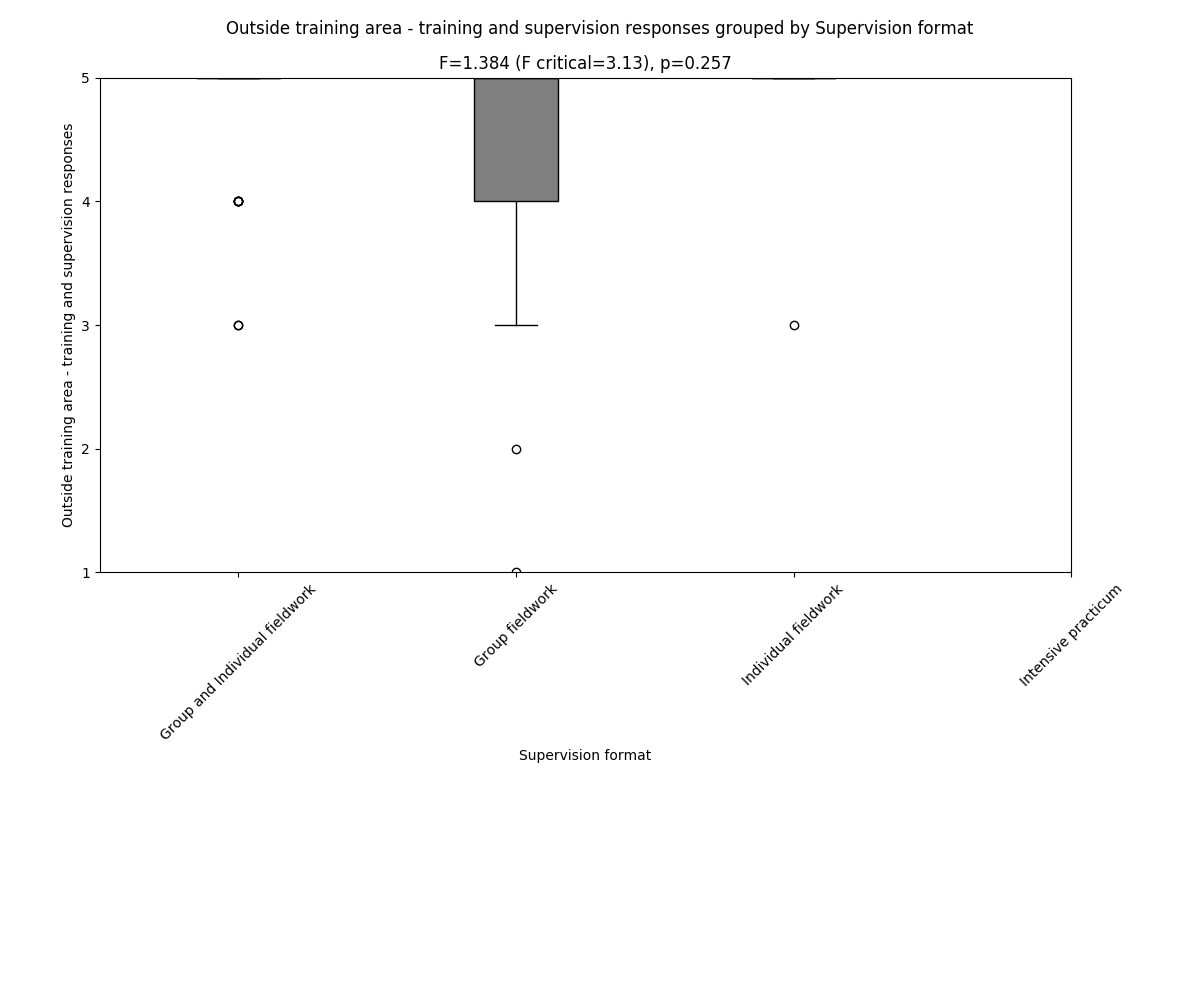 Outside training area - training and supervision responses grouped by Supervision format
F=1.384 (F critical=3.13), p=0.257
Outside training area - training and supervision responses
5
4
3
2
1
Group and Individual fieldwork
Group fieldwork
Individual fieldwork
Intensive practicum
Supervision format